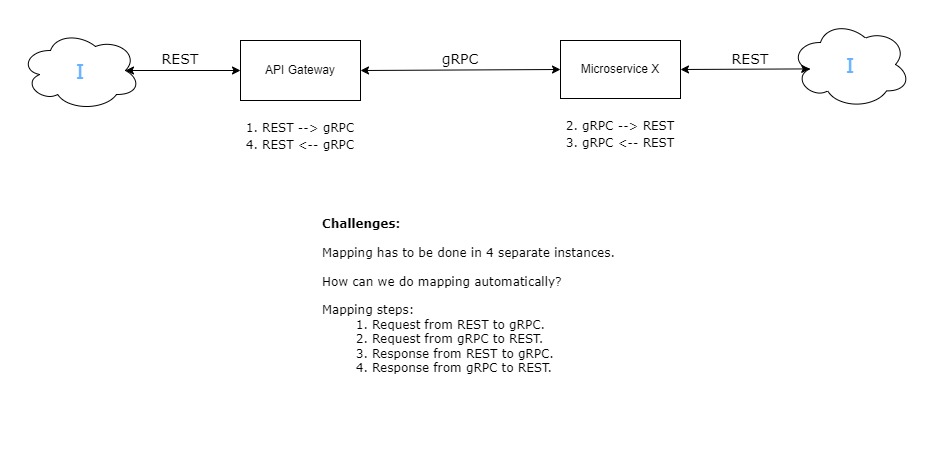 I
REST
API Gateway
gRPC
Microservice X
REST
I
1. REST --> gRPC
4. REST <-- gRPC
2. gRPC --> REST
3. gRPC <-- REST
Challenges:
Mapping has to be done in 4 separate instances.
How can we do mapping automatically?
Mapping steps:
1. Request from REST to gRPC.
2. Request from gRPC to REST.
3. Response from REST to gRPC.
4. Response from gRPC to REST.